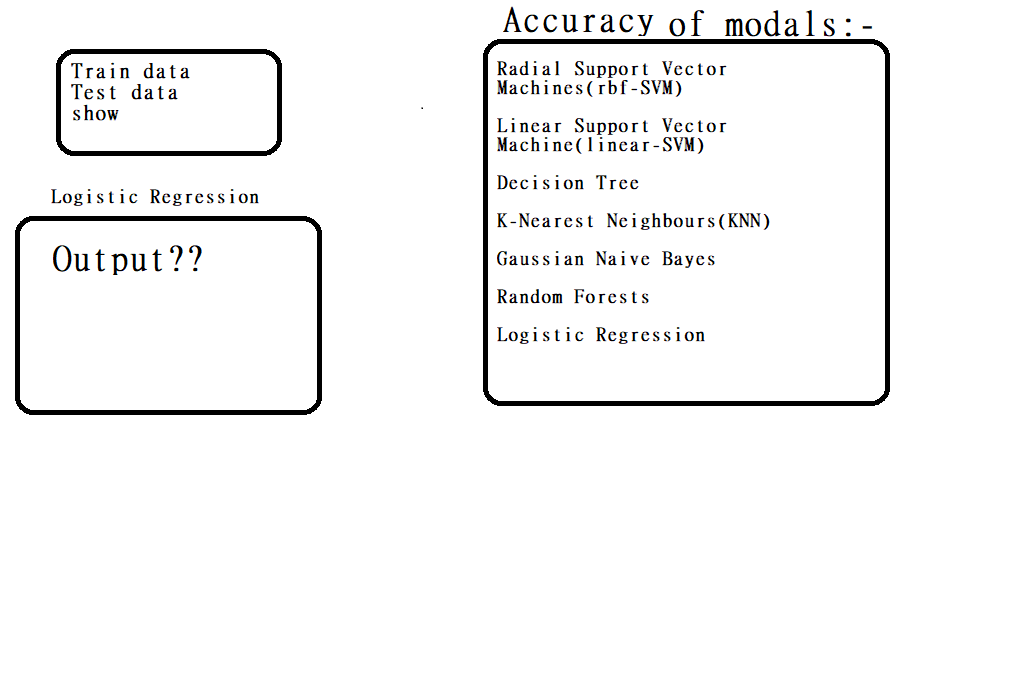 Train data
Test data
show
Logistic Regression
Output??
Accuracy of modals:-
Radial Support Vector
Machines(rbf-SVM)
Linear Support Vector
Machine(linear-SVM)
Decision Tree
K-Nearest Neighbours(KNN)
Gaussian Naive Bayes
Random Forests
Logistic Regression